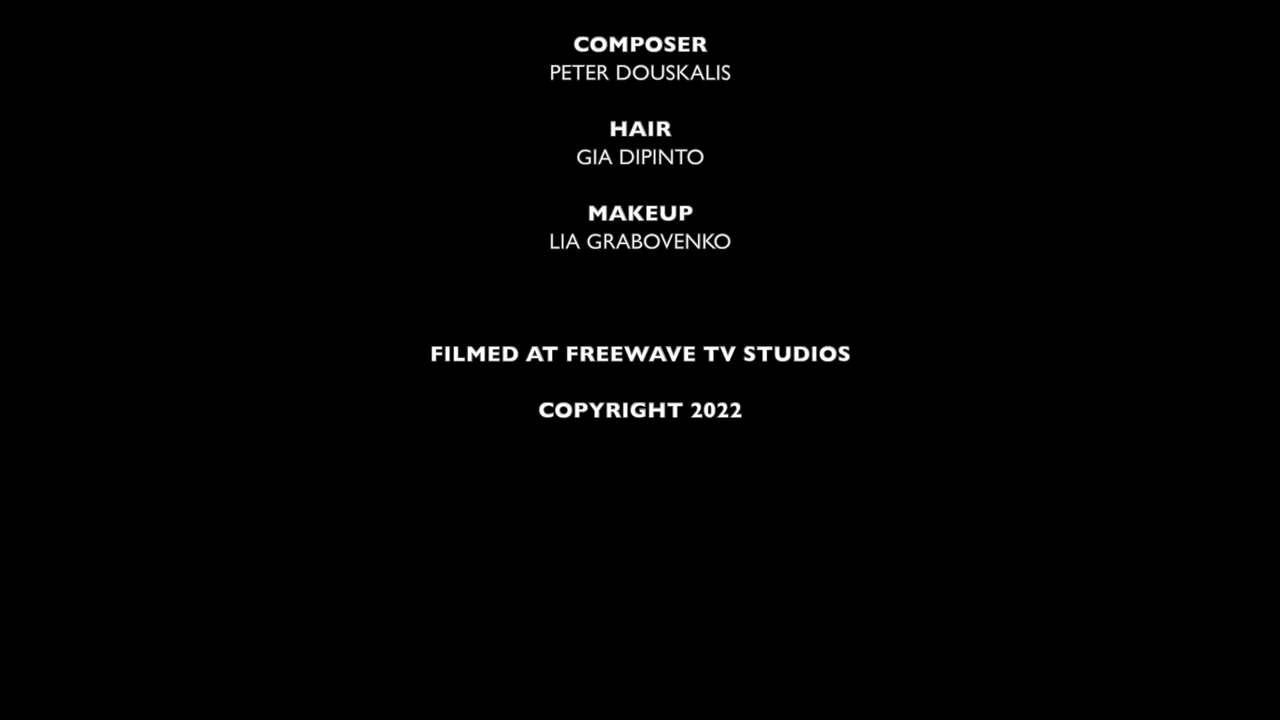 COMPOSER
PETER DOUSKALIS
HAIR
GIA DIPINTO
MAKEUP
LIA GRABOVENKO
FILMED AT FREEWAVE TV STUDIOS
COPYRIGHT 2022